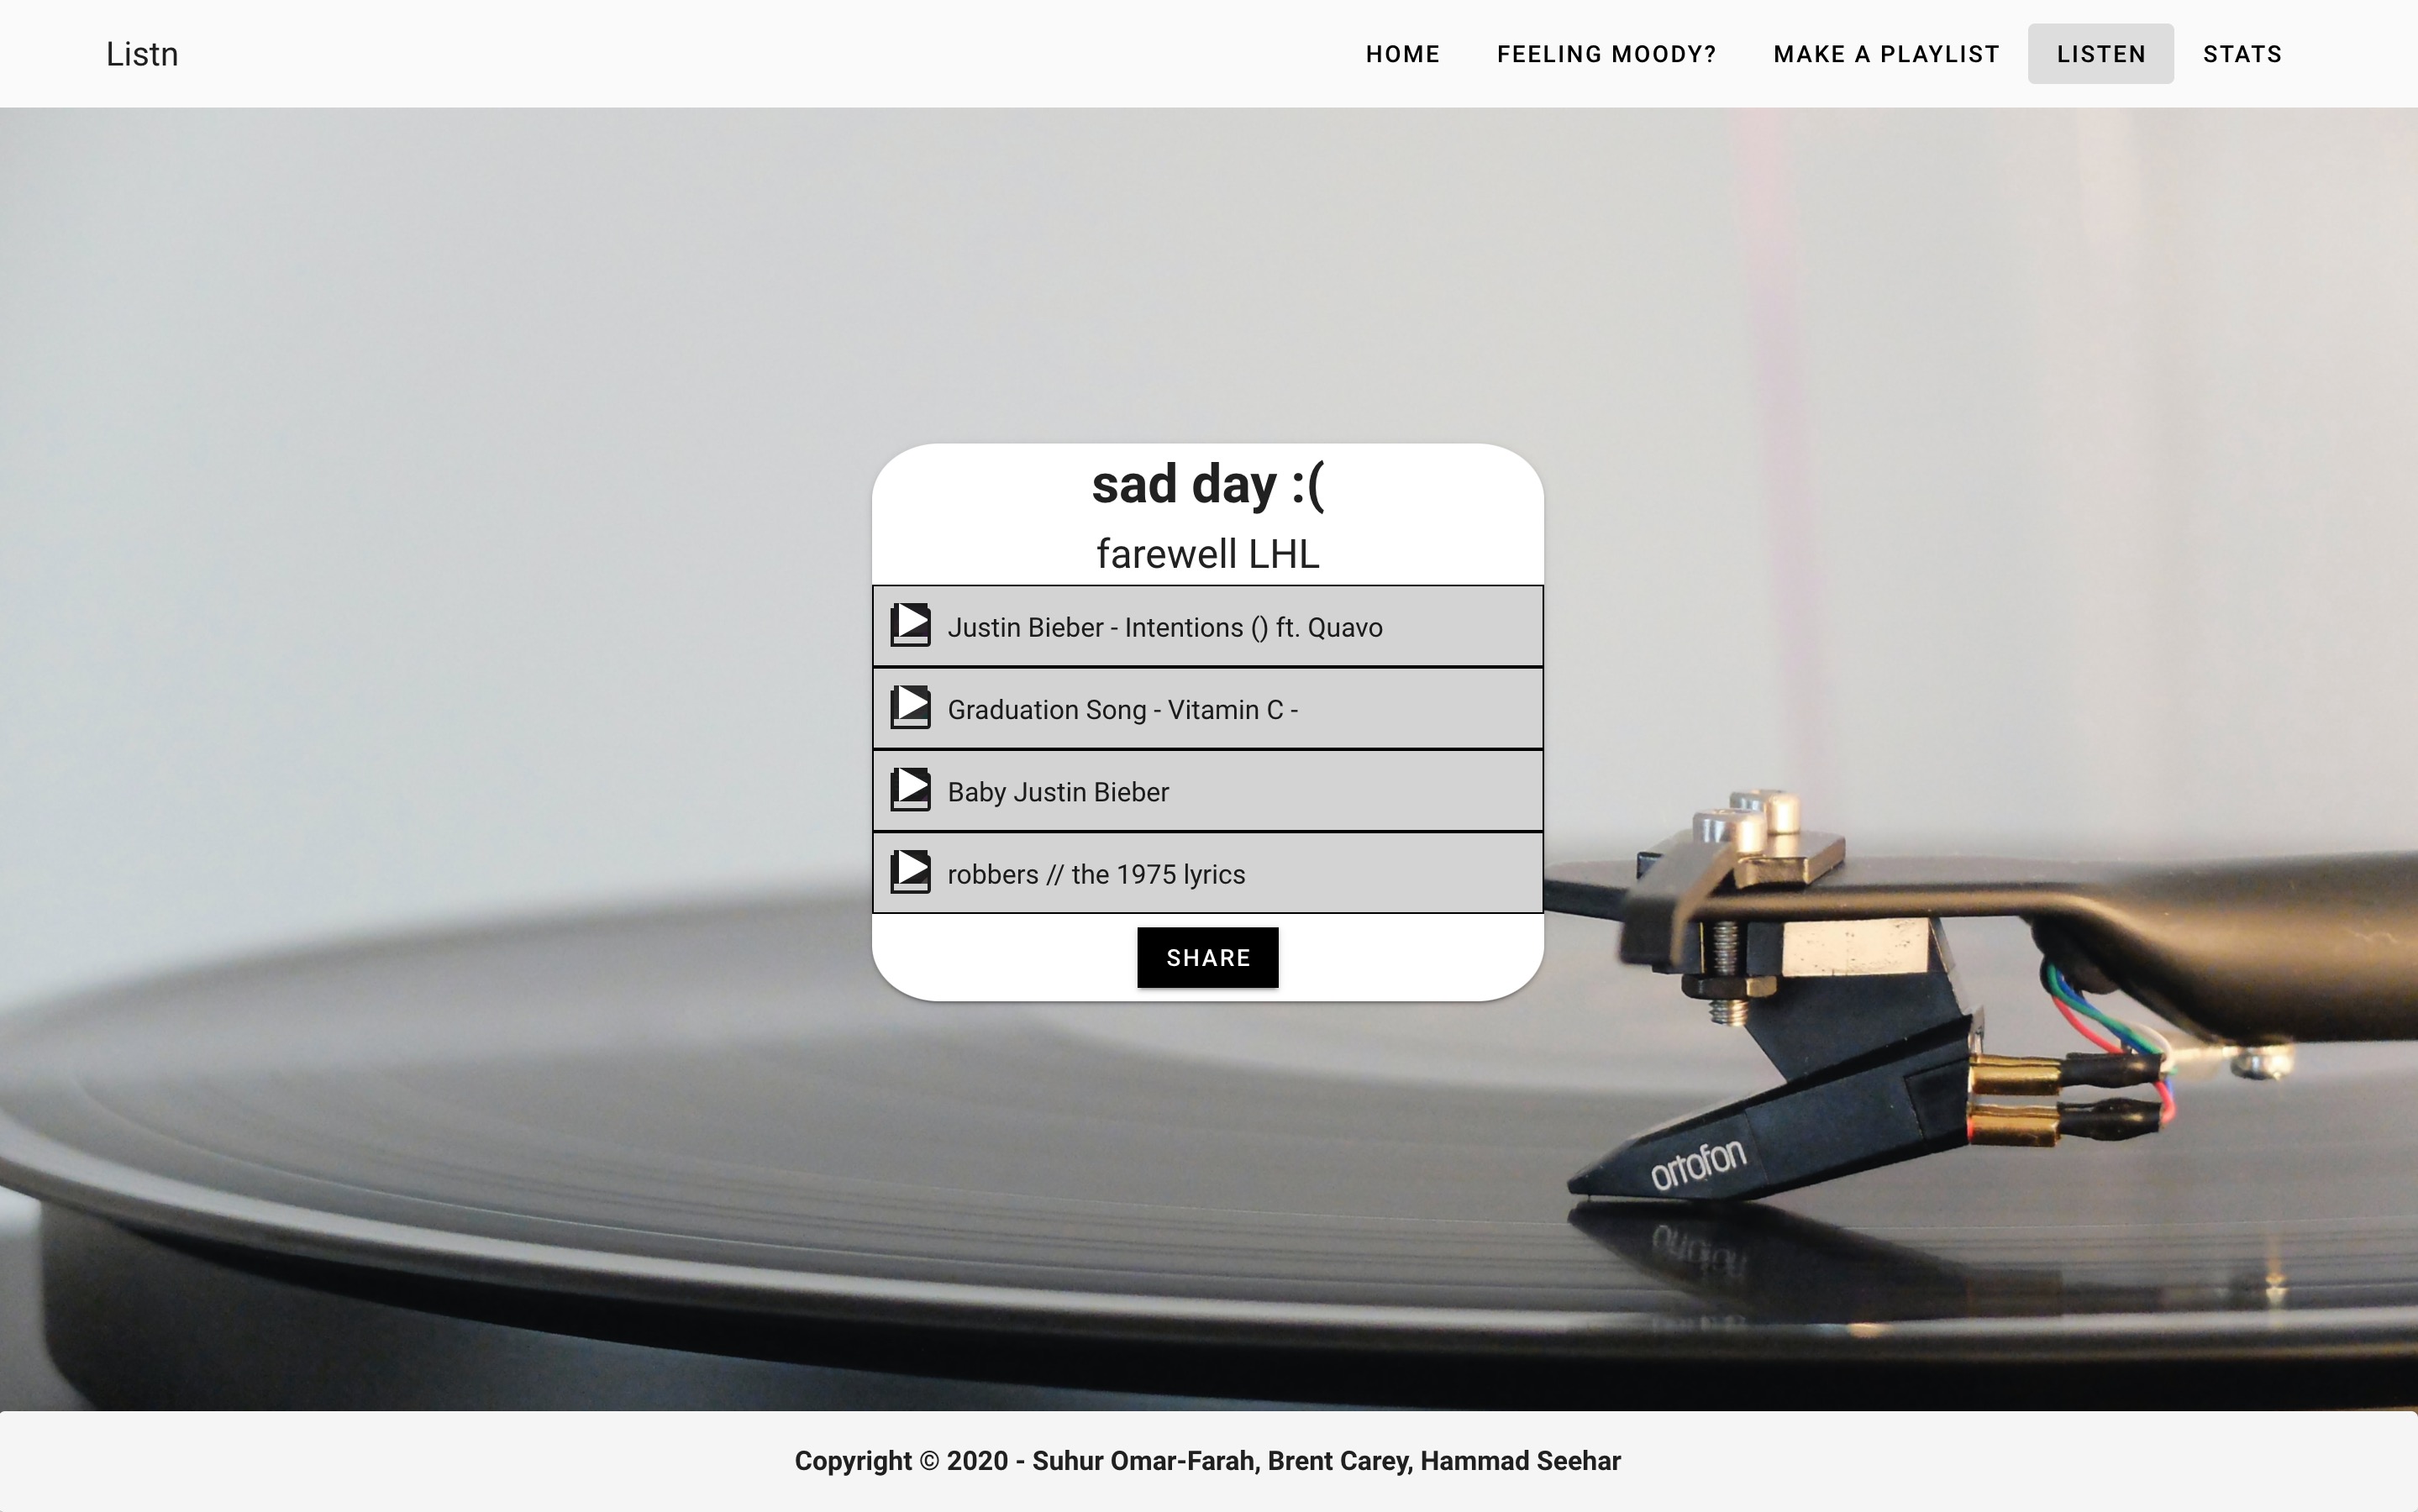 Listn
HOME FEELING MOODY? MAKE A PLAYLIST LISTEN STATS
sad day :(
farewell LHL
Justin Bieber - Intentions () ft. Quavo
Graduation Song - Vitamin C -
Baby Justin Bieber
robbers // the 1975 lyrics
SHARE
ortofon
Copyright © 2020 - Suhur Omar-Farah, Brent Carey, Hammad Seehar